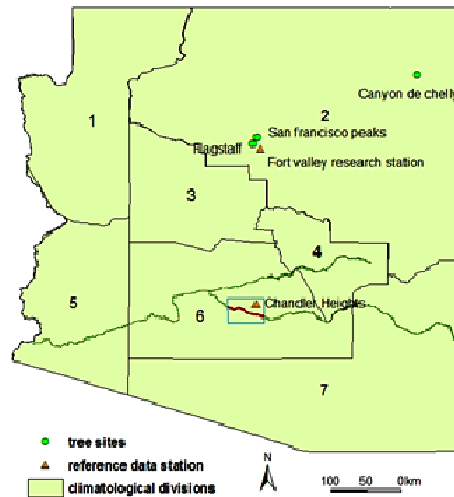 Canyon de chelly
1
2
San francisco peaks
Flagstaff
Fort valley research station
3
4
5
Chandler Heights
6
7
tree sites
reference data station
climatological divisions
N
100 50 0km